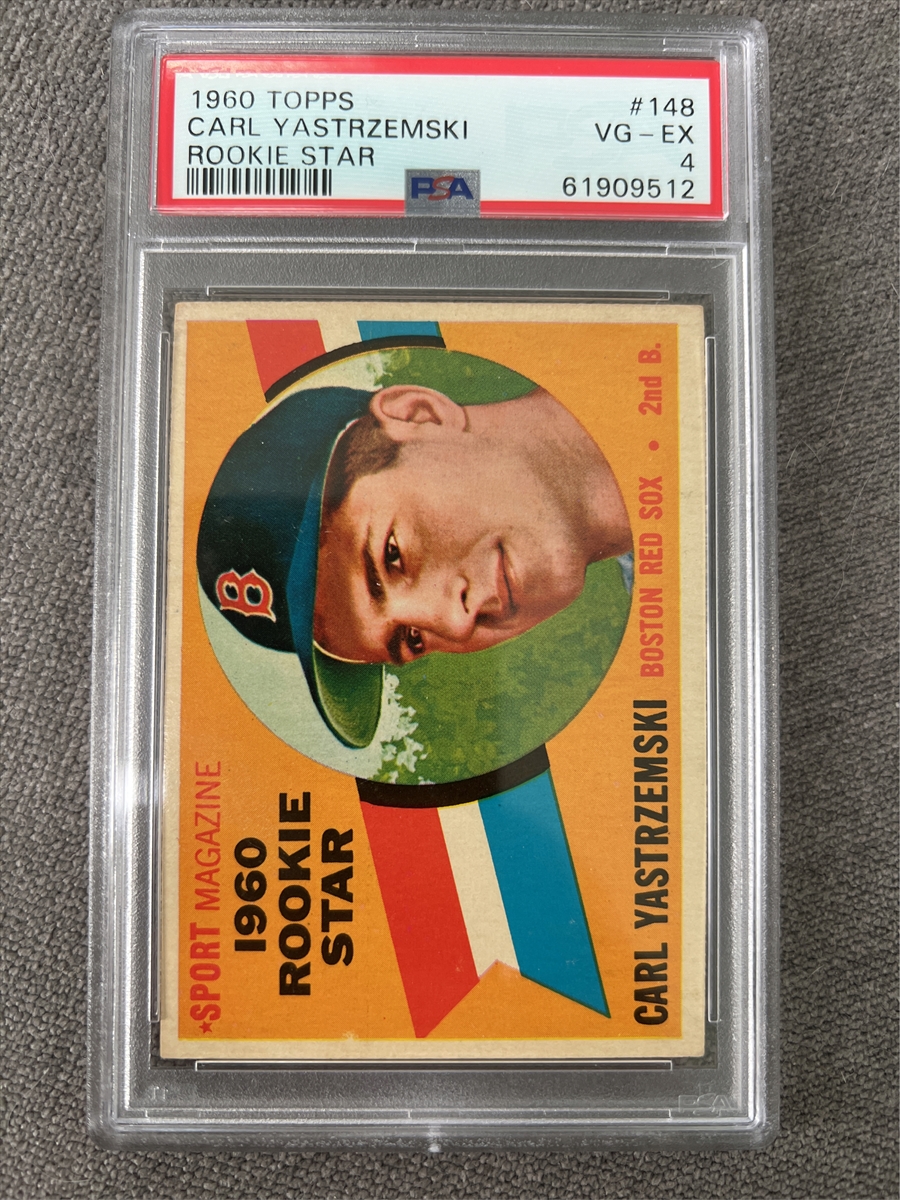 1960 TOPPS #148
CARL YASTRZEMSKI VG-EX
ROOKIE STAR 4
PSA 61909512
B
★SPORT MAGAZINE
1960
ROOKIE
STAR
CARL YASTRZEMSKI BOSTON RED SOX • 2nd B.
PSA